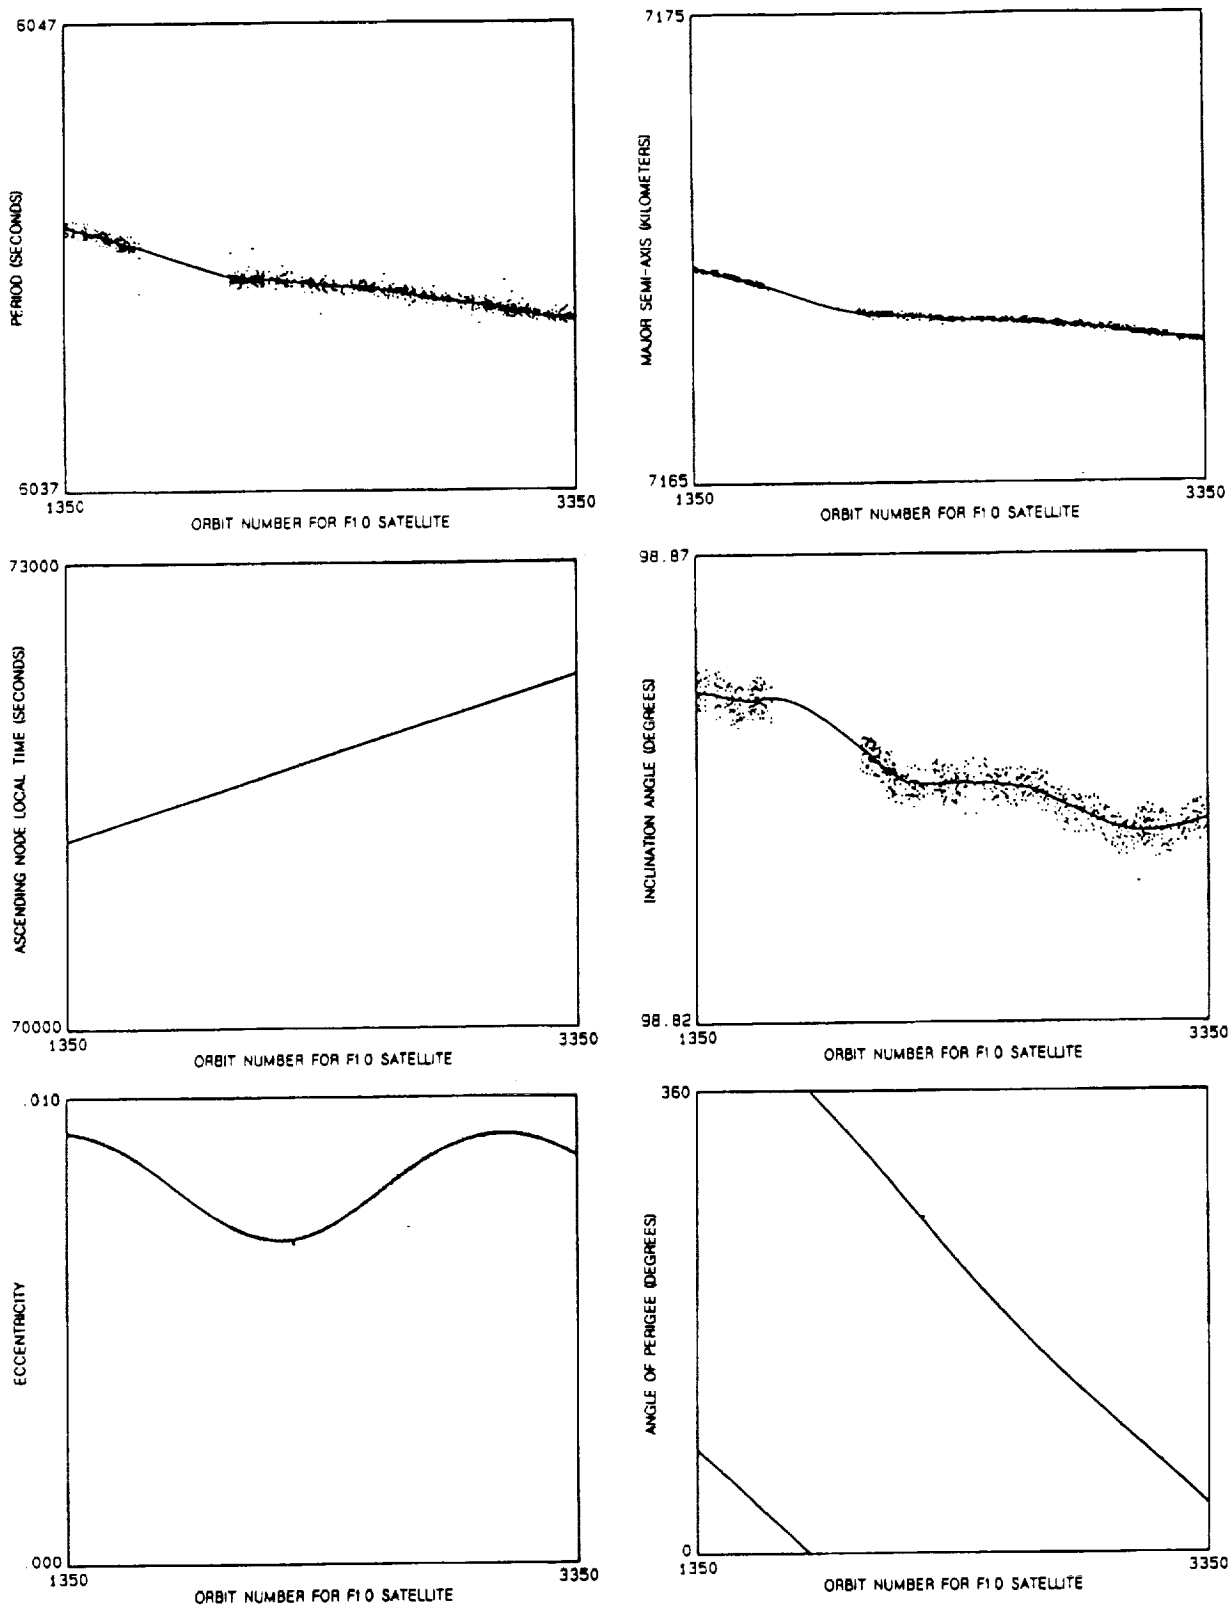 6047
PERIOD (SECONDS)
6037
1350
3350
ORBIT NUMBER FOR F10 SATELLITE
7175
MAJOR SEMI-AXIS (KILOMETERS)
7165
1350
3350
ORBIT NUMBER FOR F10 SATELLITE
73000
ASCENDING NODE LOCAL TIME (SECONDS)
70000
1350
3350
ORBIT NUMBER FOR F10 SATELLITE
98.87
INCLINATION ANGLE (DEGREES)
98.82
1350
3350
ORBIT NUMBER FOR F10 SATELLITE
.010
ECCENTRICITY
.000
1350
3350
ORBIT NUMBER FOR F10 SATELLITE
360
ANGLE OF PERIGEE (DEGREES)
0
1350
3350
ORBIT NUMBER FOR F10 SATELLITE